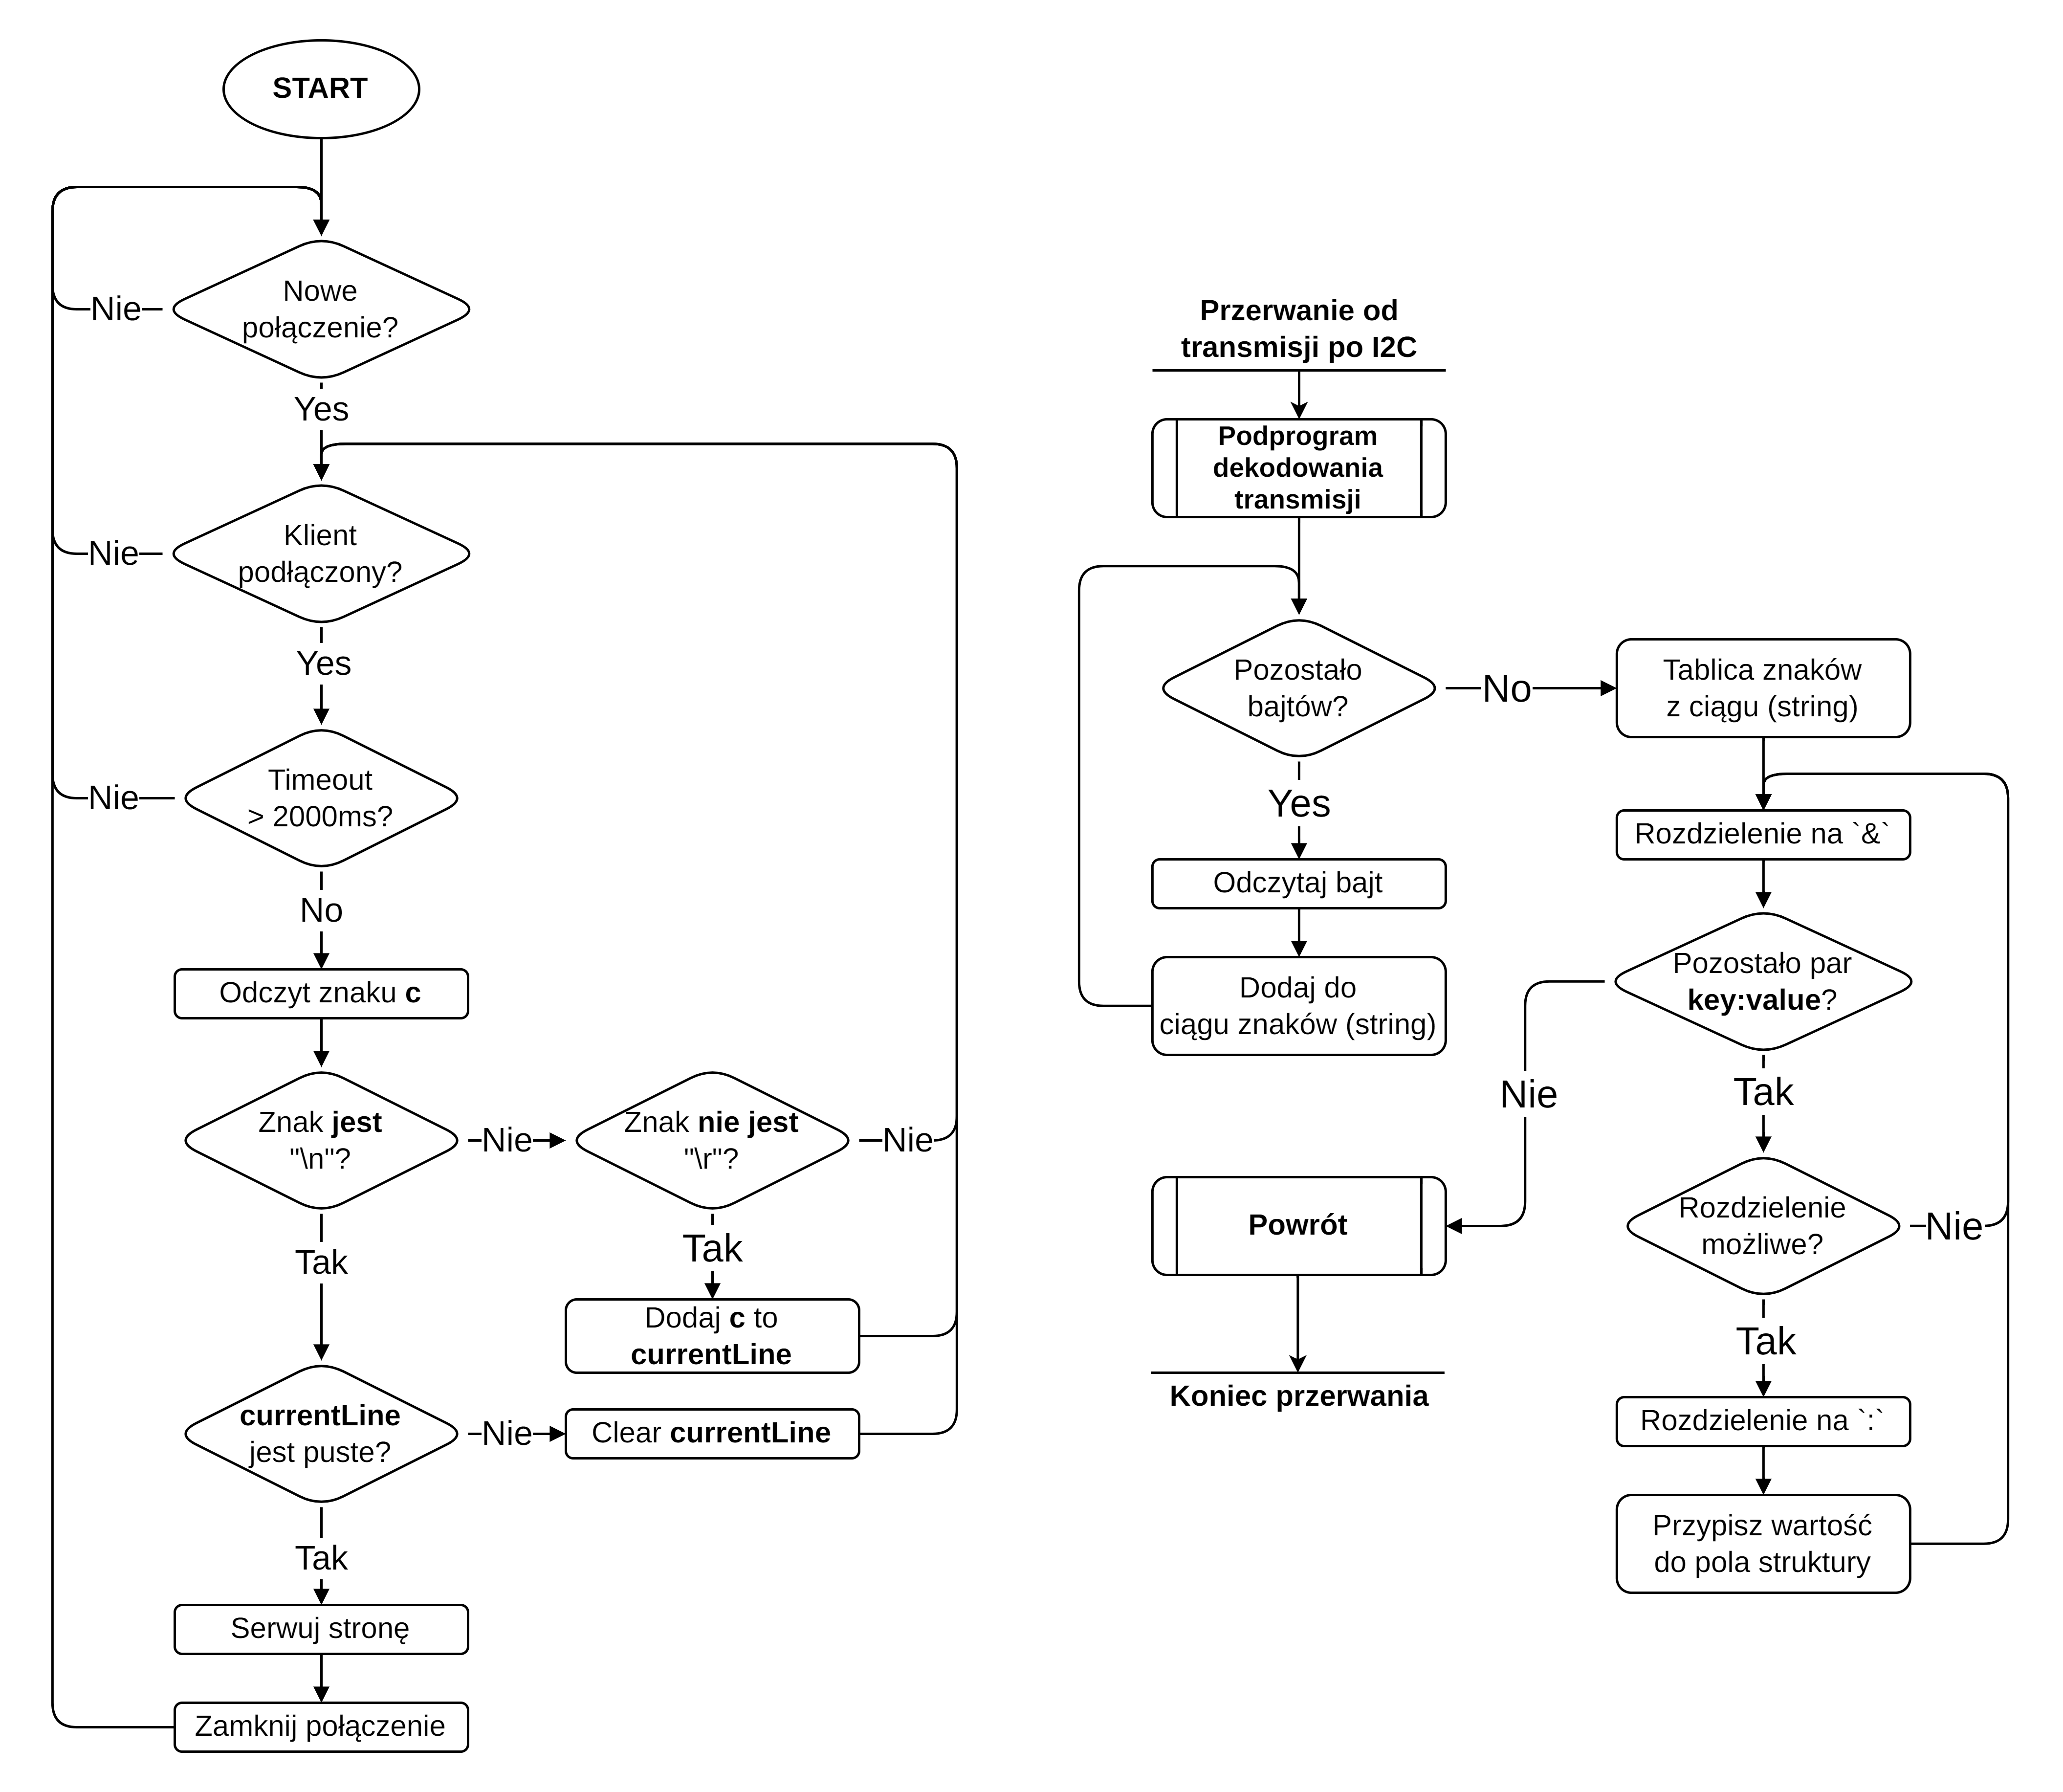 START
Nowe
połączenie?
Nie
Yes
Klient
podłączony?
Nie
Yes
Timeout
> 2000ms?
Nie
No
Odczyt znaku c
Znak jest
"\n"?
Nie
Znak nie jest
"\r"?
Nie
Tak
Tak
Dodaj c to
currentLine
currentLine
jest puste?
Nie
Clear currentLine
Tak
Serwuj stronę
Zamknij połączenie
Przerwanie od
transmisji po I2C
Podprogram
dekodowania
transmisji
Pozostało
bajtów?
No
Yes
Odczytaj bajt
Dodaj do
ciągu znaków (string)
Tablica znaków
z ciągu (string)
Rozdzielenie na `&`
Pozostało par
key:value?
Nie
Tak
Rozdzielenie
możliwe?
Nie
Tak
Rozdzielenie na `:`
Przypisz wartość
do pola struktury
Powrót
Koniec przerwania